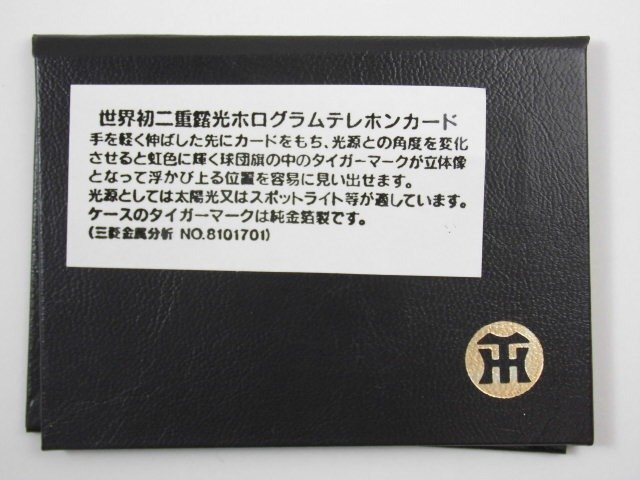 世界初二重露光ホログラムテレホンカード
手を軽く伸ばした先にカードをもち、光源との角度を変化
させると虹色に輝く球団旗の中のタイガーマークが立体像
となって浮かび上る位置を容易に見い出せます。
光源としては太陽光又はスポットライト等が適しています。
ケースのタイガーマークは純金箔製です。
(三菱金属分析 NO.8101701)